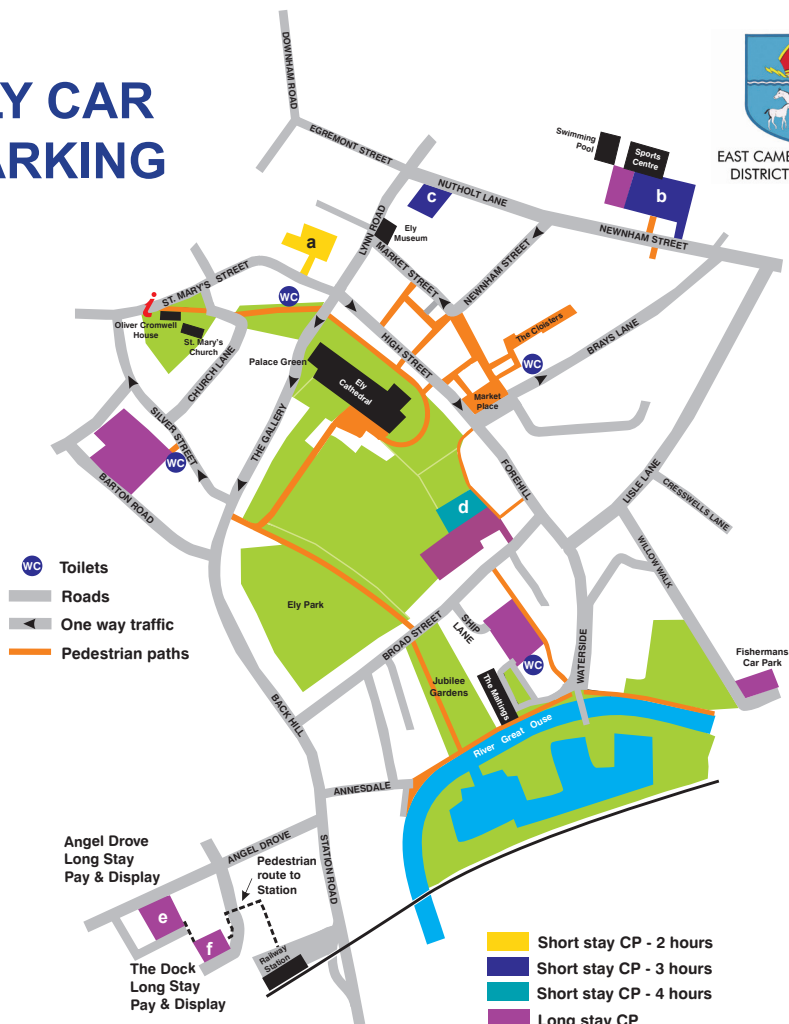 LY CAR
ARKING
EAST CAMB
DISTRICT
DOWNHAM ROAD
EGREMONT STREET
Swimming
Pool
Sports
Centre
b
c
NUTHOLT LANE
NEWNHAM STREET
a
LYNN ROAD
Ely
Museum
MARKET STREET
NEWNHAM STREET
ST. MARY'S STREET
WC
i
Oliver Cromwell
House
St. Mary's
Church
CHURCH LANE
Palace Green
Ely
Cathedral
HIGH STREET
The Cloisters
WC
BRAYS LANE
Market
Place
THE GALLERY
SILVER STREET
WC
BARTON ROAD
FOREHILL
LISLE LANE
CRESSWELLS LANE
d
WILLOW WALK
WC Toilets
Roads
One way traffic
Pedestrian paths
Ely Park
BROAD STREET
SHIP
LANE
WATERSIDE
WC
Fishermans
Car Park
Jubilee
Gardens
The Maltings
River Great Ouse
BACK HILL
ANNESDALE
Angel Drove
Long Stay
Pay & Display
ANGEL DROVE
STATION ROAD
Pedestrian
route to
Station
e
f
Railway
Station
The Dock
Long Stay
Pay & Display
Short stay CP - 2 hours
Short stay CP - 3 hours
Short stay CP - 4 hours
Long stay CP